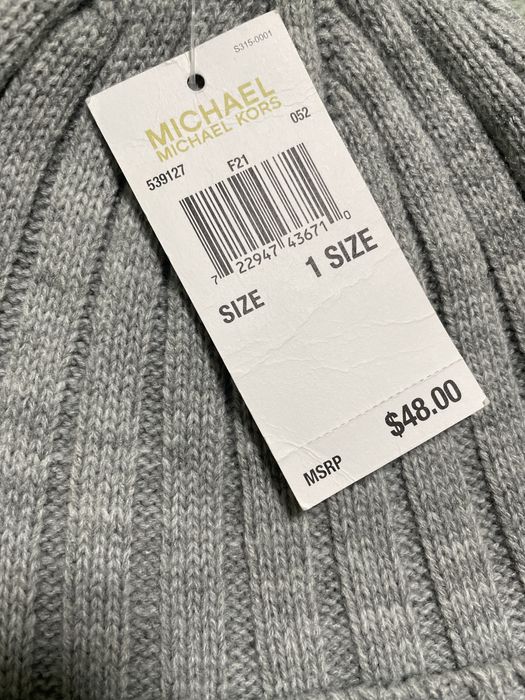 S315-0001
MICHAEL
MICHAEL KORS
539127 F21 052
7 22947 43671 0
SIZE 1 SIZE
MSRP $48.00